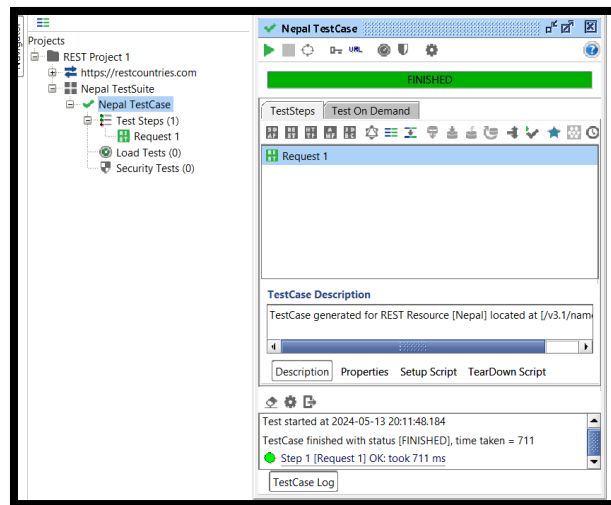 Projects
REST Project 1
https://restcountries.com
Nepal TestSuite
Nepal TestCase
Test Steps (1)
Request 1
Load Tests (0)
Security Tests (0)
Nepal TestCase
URL
FINISHED
TestSteps Test On Demand
Request 1
TestCase Description
TestCase generated for REST Resource [Nepal] located at [/v3.1/name
Description Properties Setup Script TearDown Script
Test started at 2024-05-13 20:11:48.184
TestCase finished with status [FINISHED], time taken = 711
Step 1 [Request 1] OK: took 711 ms
TestCase Log